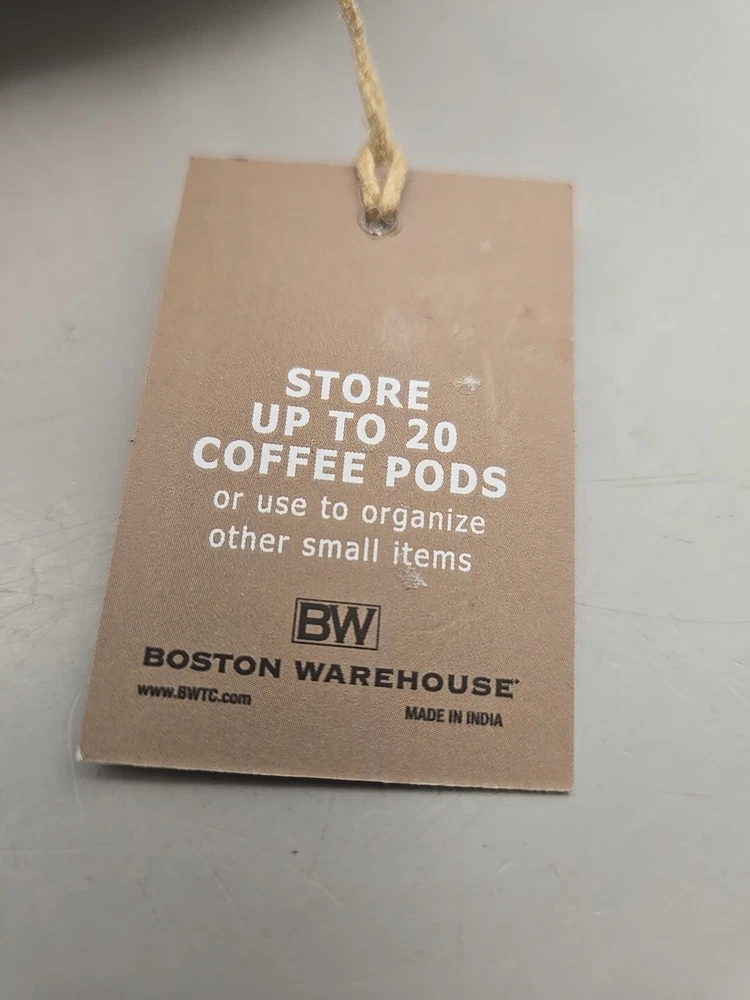 STORE
UP TO 20
COFFEE PODS
or use to organize
other small items
BW
BOSTON WAREHOUSE
www.BWTC.com
MADE IN INDIA